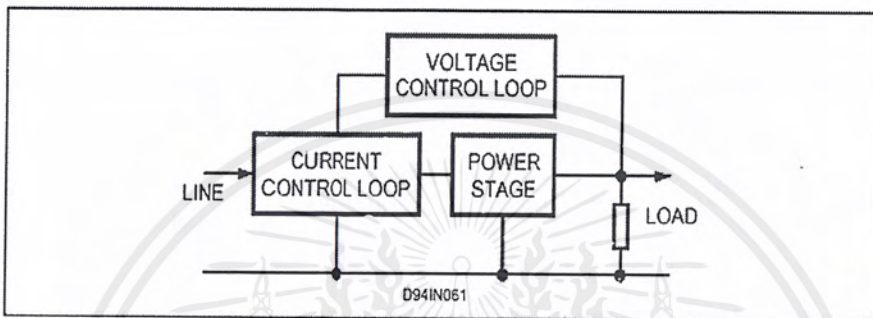 VOLTAGE
CONTROL LOOP
LINE
CURRENT
CONTROL LOOP
POWER
STAGE
LOAD
D94IN061